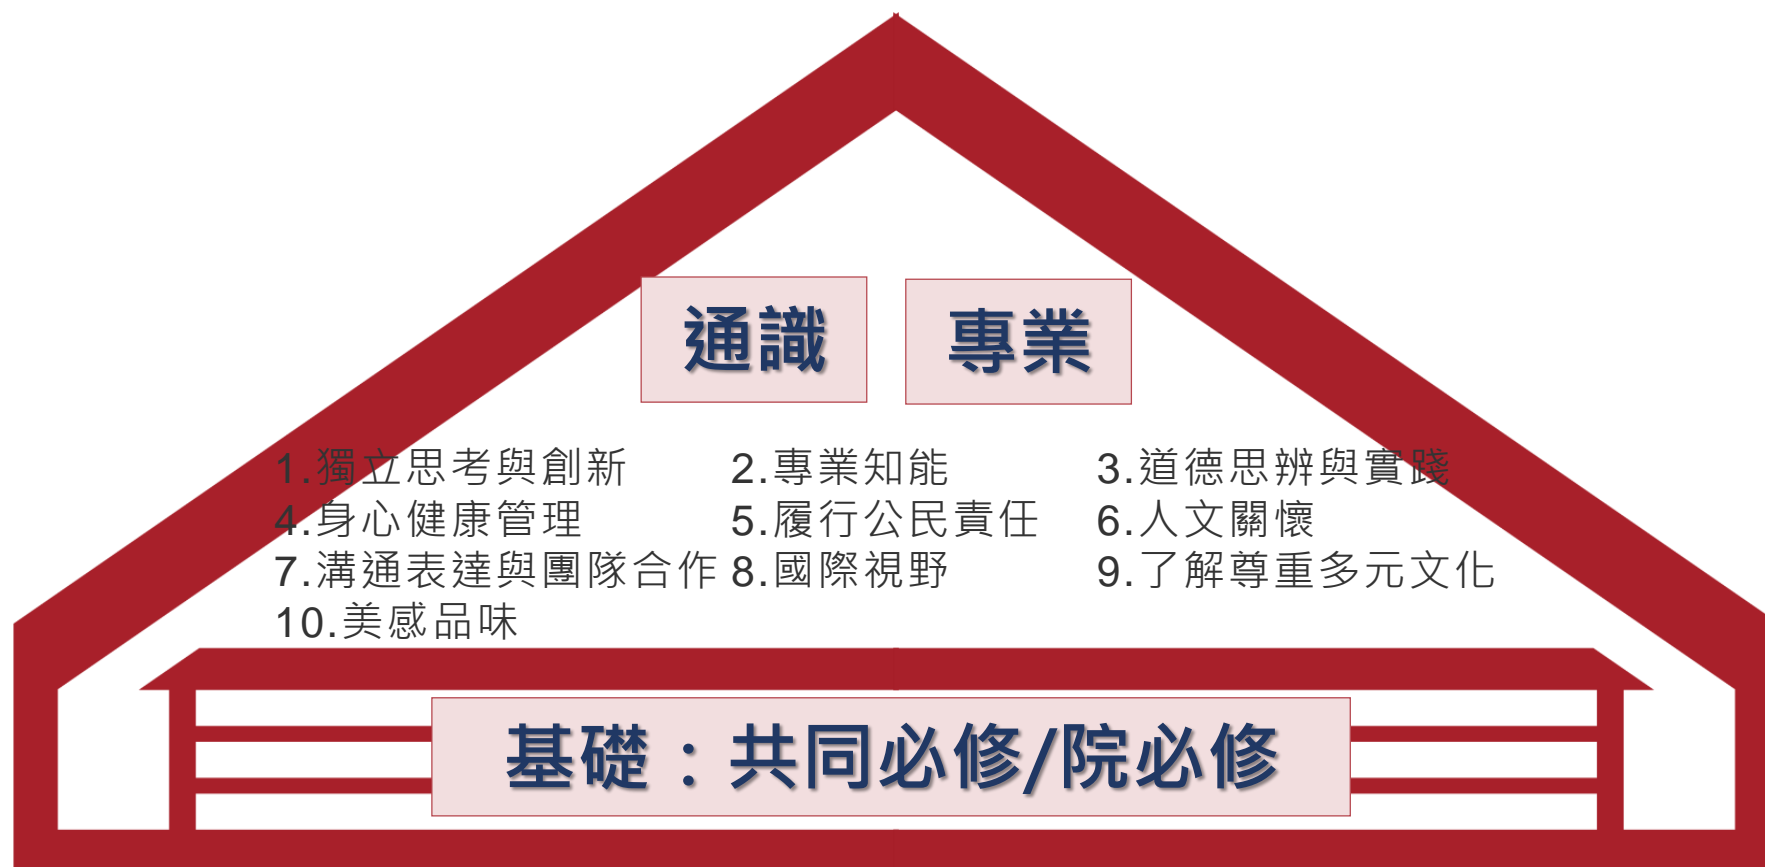 通識 專業
1.獨立思考與創新 2.專業知能 3.道德思辨與實踐
4.身心健康管理 5.履行公民責任 6.人文關懷
7.溝通表達與團隊合作 8.國際視野 9.了解尊重多元文化
10.美感品味
基礎：共同必修/院必修